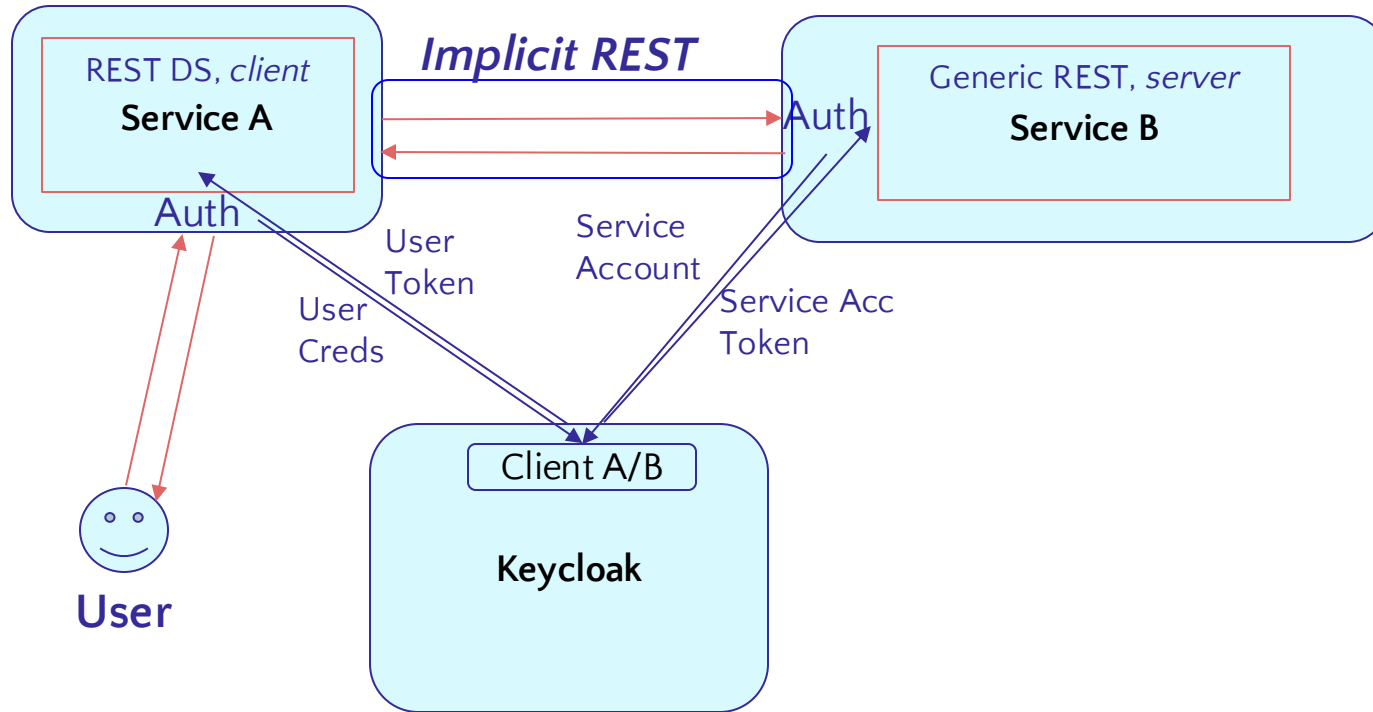 Implicit REST
REST DS, client
Service A
Auth
Generic REST, server
Service B
Auth
User
Token
User
Creds
Service
Account
Service Acc
Token
Client A/B
Keycloak
User